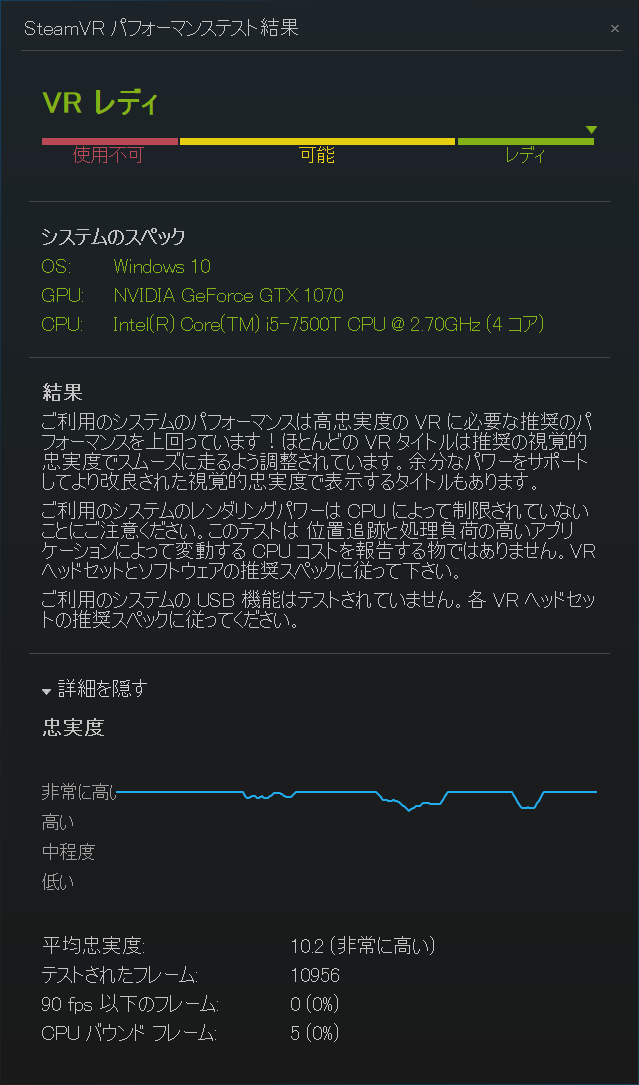 SteamVR パフォーマンステスト結果
×
VR レディ
使用不可 可能 レディ
システムのスペック
OS: Windows 10
GPU: NVIDIA GeForce GTX 1070
CPU: Intel(R) Core(TM) i5-7500T CPU @ 2.70GHz (4 コア)
結果
ご利用のシステムのパフォーマンスは高忠実度の VR に必要な推奨のパ
フォーマンスを上回っています！ほとんどの VR タイトルは推奨の視覚的
忠実度でスムーズに走るよう調整されています。余分なパワーをサポート
してより改良された視覚的忠実度で表示するタイトルもあります。
ご利用のシステムのレンダリングパワーは CPU によって制限されていない
ことにご注意ください。このテストは 位置追跡と処理負荷の高いアプリ
ケーションによって変動する CPU コストを報告する物ではありません。VR
ヘッドセットとソフトウェアの推奨スペックに従って下さい。
ご利用のシステムの USB 機能はテストされていません。各 VR ヘッドセッ
トの推奨スペックに従ってください。
詳細を隠す
忠実度
非常に高い
高い
中程度
低い
平均忠実度: 10.2 (非常に高い)
テストされたフレーム: 10956
90 fps 以下のフレーム: 0 (0%)
CPU バウンド フレーム: 5 (0%)